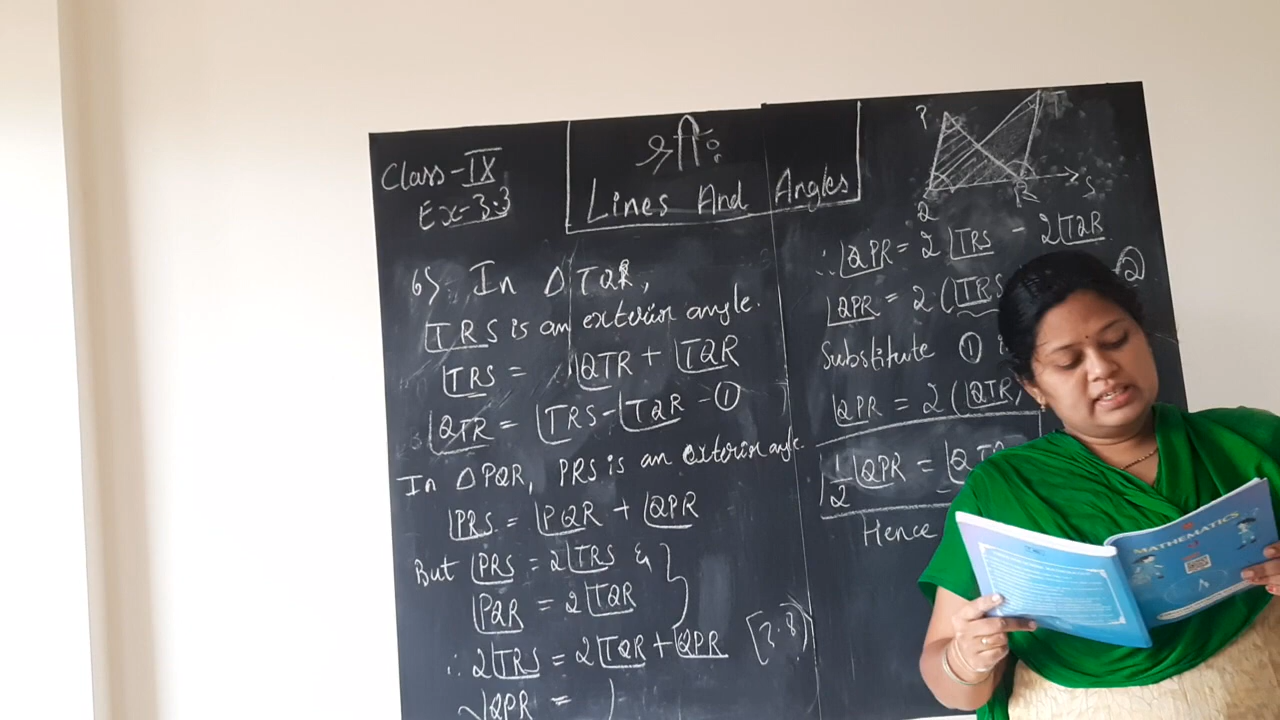 Class-IX
Ex-3.3
శ్రీ:
Lines And Angles
6) In △TQR,
TRS is an exterior angle.
∠TRS = ∠QTR + ∠TQR
∠QTR = ∠TRS - ∠TQR - ①
In △PQR, PRS is an exterior angle.
∠PRS = ∠PQR + ∠QPR
But ∠PRS = 2∠TRS &
∠PQR = 2∠TQR
∴ 2∠TRS = 2∠TQR + ∠QPR
∠QPR =
P
T
Q
R
S
∴ ∠QPR = 2∠TRS - 2∠TQR
∠QPR = 2(∠TRS
②
Substitute ①
∠QPR = 2(∠QTR)
1/2 ∠QPR =
Hence
MATHEMATICS